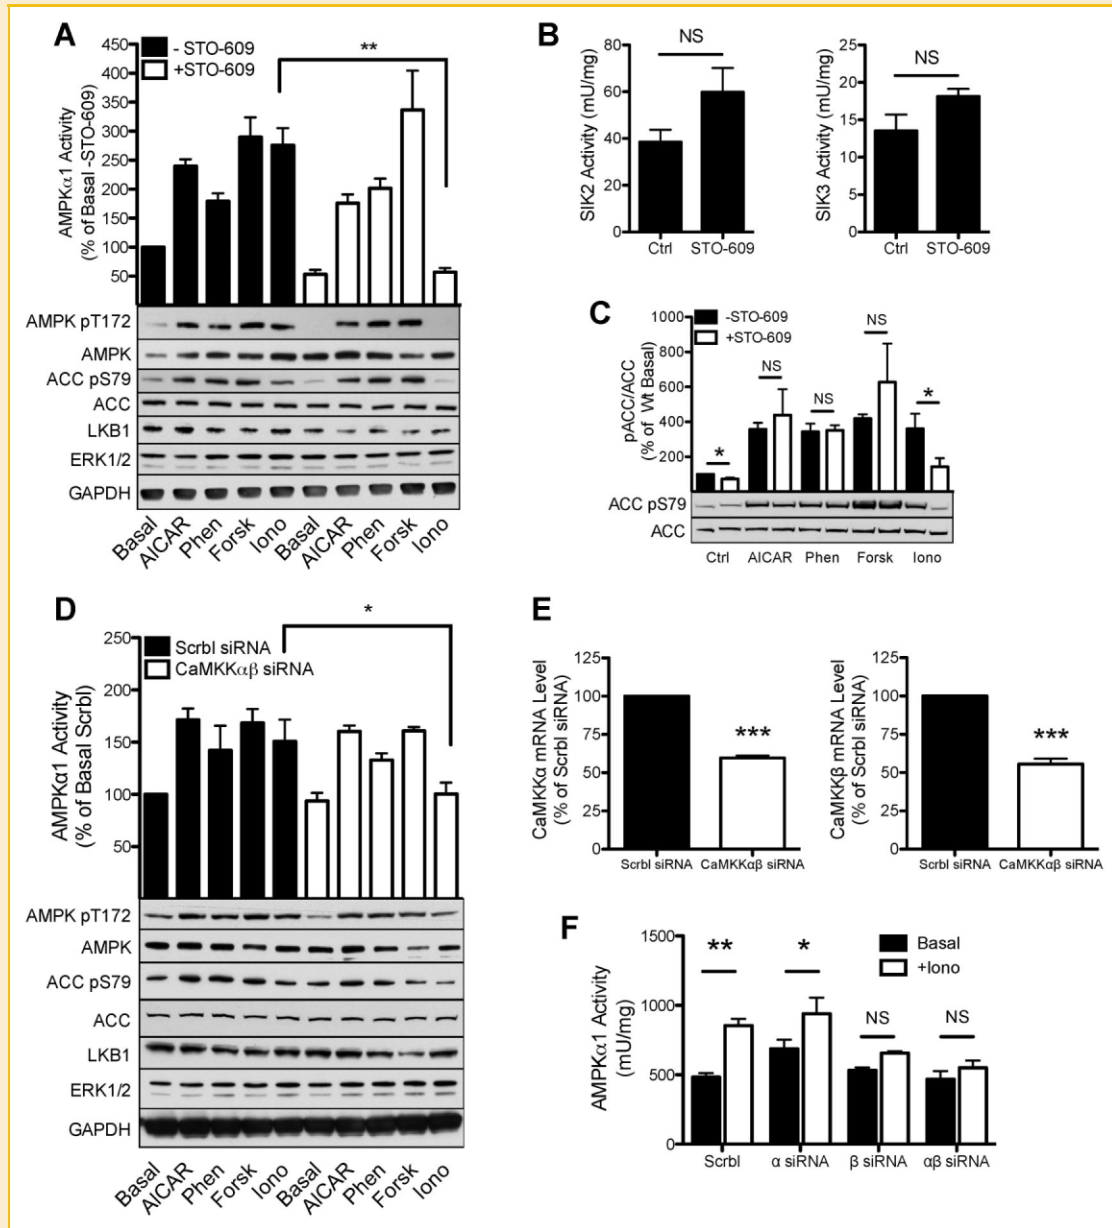 A
- STO-609
+STO-609
**
AMPKα1 Activity
(% of Basal -STO-609)
450
400
350
300
250
200
150
100
50
AMPK pT172
AMPK
ACC pS79
ACC
LKB1
ERK1/2
GAPDH
Basal
AICAR
Phen
Forsk
Iono
Basal
AICAR
Phen
Forsk
Iono
B
NS
SIK2 Activity (mU/mg)
80
60
40
20
0
Ctrl
STO-609
NS
SIK3 Activity (mU/mg)
25
20
15
10
5
0
Ctrl
STO-609
C
-STO-609
+STO-609
pACC/ACC
(% of Wt Basal)
1000
800
600
400
200
*
NS
NS
NS
*
ACC pS79
ACC
Ctrl
AICAR
Phen
Forsk
Iono
D
*
Scrbl siRNA
CaMKKαβ siRNA
AMPKα1 Activity
(% of Basal Scrbl)
250
200
150
100
50
AMPK pT172
AMPK
ACC pS79
ACC
LKB1
ERK1/2
GAPDH
Basal
AICAR
Phen
Forsk
Iono
Basal
AICAR
Phen
Forsk
Iono
E
CaMKKα mRNA Level
(% of Scrbl siRNA)
125
100
75
50
25
0
***
Scrbl siRNA
CaMKKαβ siRNA
CaMKKβ mRNA Level
(% of Scrbl siRNA)
125
100
75
50
25
0
***
Scrbl siRNA
CaMKKαβ siRNA
F
AMPKα1 Activity
(mU/mg)
1500
1000
500
0
**
*
NS
NS
Basal
+Iono
Scrbl
α siRNA
β siRNA
αβ siRNA